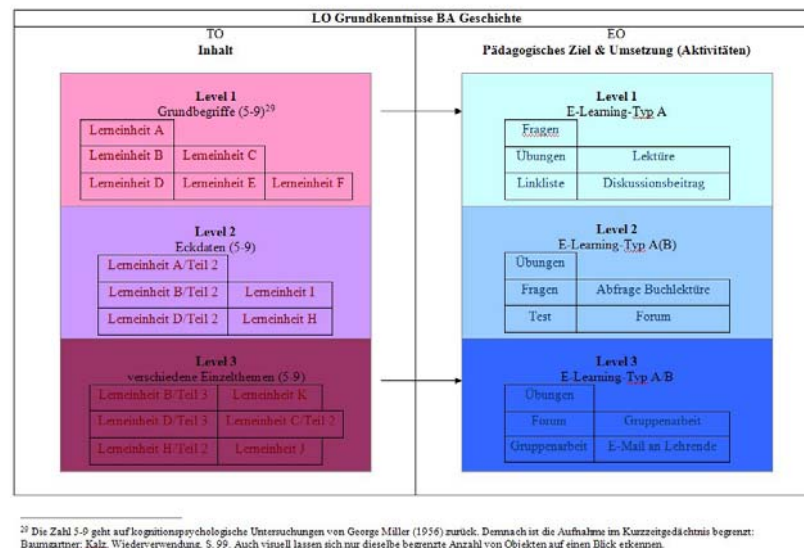 LO Grundkenntnisse BA Geschichte
TO
Inhalt
EO
Pädagogisches Ziel & Umsetzung (Aktivitäten)
Level 1
Grundbegriffe (5-9)29
Lerneinheit A
Lerneinheit B Lerneinheit C
Lerneinheit D Lerneinheit E Lerneinheit F
Level 1
E-Learning-Typ A
Fragen
Übungen Lektüre
Linkliste Diskussionsbeitrag
Level 2
Eckdaten (5-9)
Lerneinheit A/Teil 2
Lerneinheit B/Teil 2 Lerneinheit I
Lerneinheit D/Teil 2 Lerneinheit H
Level 2
E-Learning-Typ A(B)
Übungen
Fragen Abfrage Buchlektüre
Test Forum
Level 3
verschiedene Einzelthemen (5-9)
Lerneinheit B/Teil 3 Lerneinheit K
Lerneinheit D/Teil 3 Lerneinheit C/Teil 2
Lerneinheit H/Teil 2 Lerneinheit J
Level 3
E-Learning-Typ A/B
Übungen
Forum Gruppenarbeit
Gruppenarbeit E-Mail an Lehrende
29 Die Zahl 5-9 geht auf kognitionspsychologische Untersuchungen von George Miller (1956) zurück. Demnach ist die Aufnahme im Kurzzeitgedächtnis begrenzt:
Baumgartner; Kalz, Wiederverwendung, S. 99. Auch visuell lassen sich nur dieselbe begrenzte Anzahl von Objekten auf einen Blick erkennen.